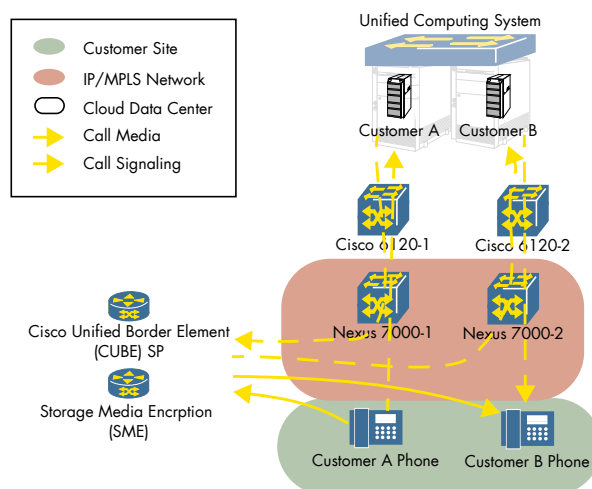 Unified Computing System
Customer Site
IP/MPLS Network
Cloud Data Center
Call Media
Call Signaling
Customer A
Customer B
Cisco 6120-1
Cisco 6120-2
Nexus 7000-1
Nexus 7000-2
Cisco Unified Border Element
(CUBE) SP
Storage Media Encrption
(SME)
Customer A Phone
Customer B Phone